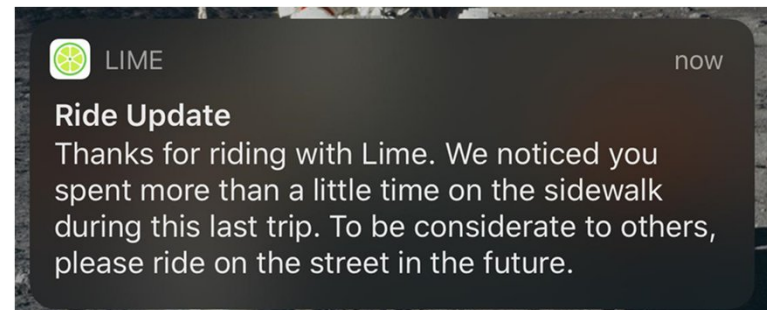 LIME now
Ride Update
Thanks for riding with Lime. We noticed you
spent more than a little time on the sidewalk
during this last trip. To be considerate to others,
please ride on the street in the future.